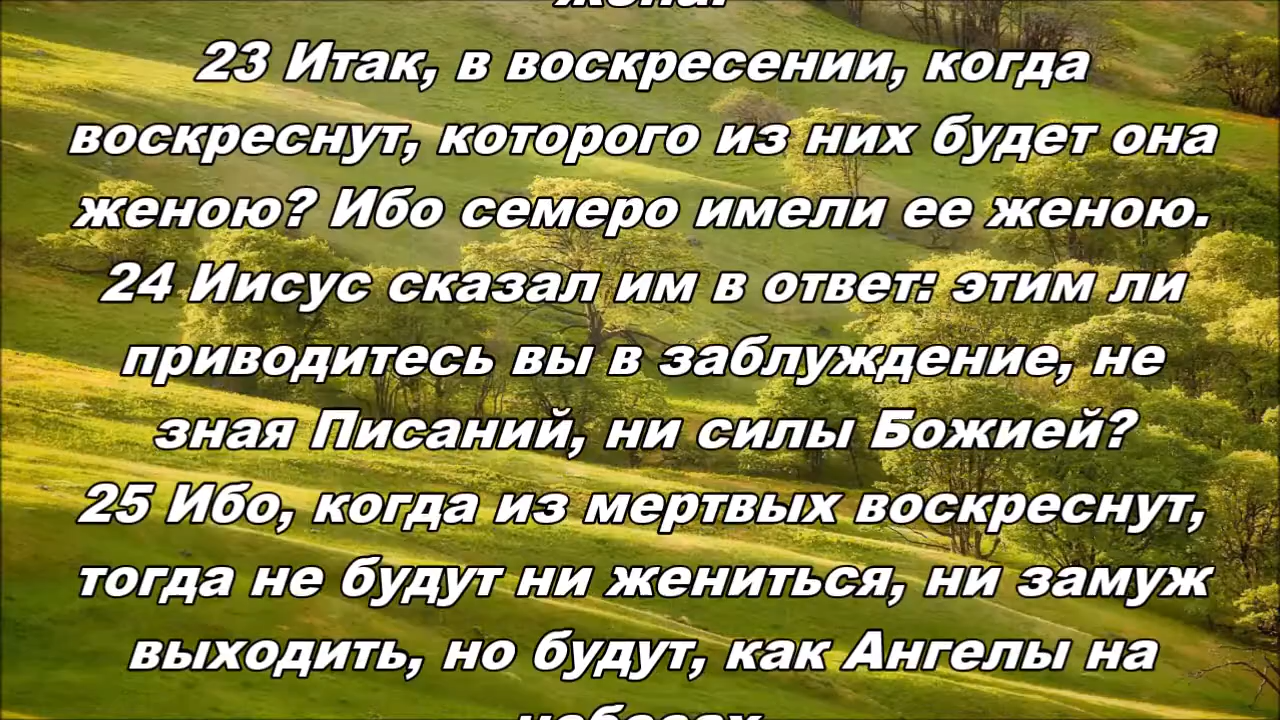 жена.
23 Итак, в воскресении, когда
воскреснут, которого из них будет она
женою? Ибо семеро имели ее женою.
24 Иисус сказал им в ответ: этим ли
приводитесь вы в заблуждение, не
зная Писаний, ни силы Божией?
25 Ибо, когда из мертвых воскреснут,
тогда не будут ни жениться, ни замуж
выходить, но будут, как Ангелы на
небесах